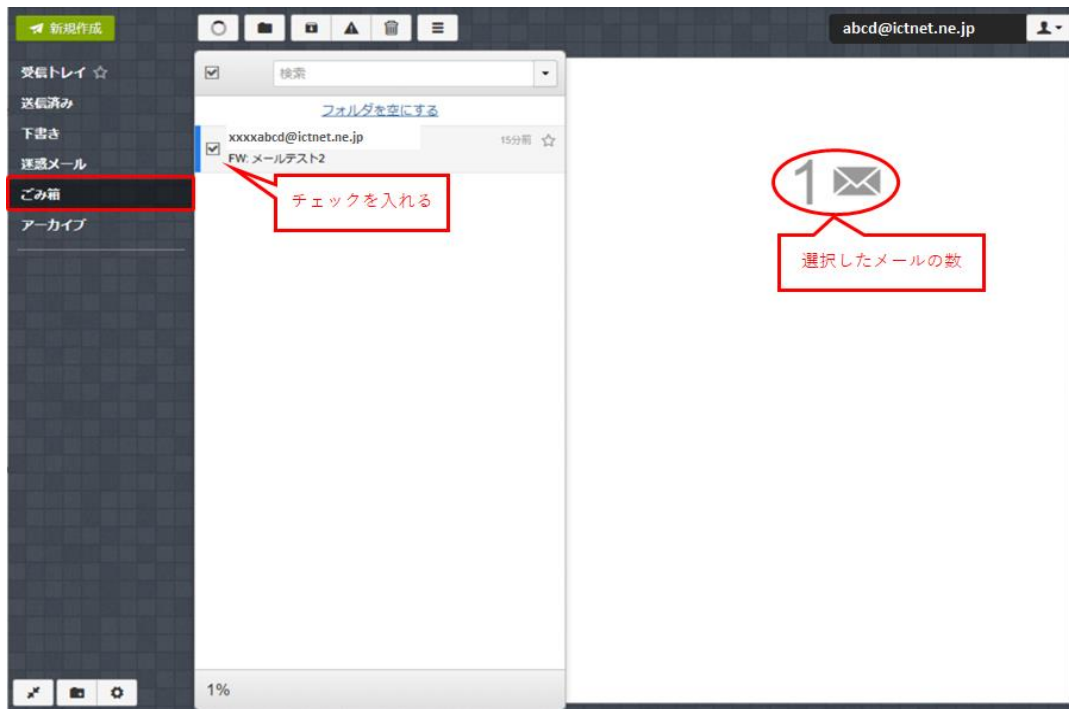 新規作成
abcd@ictnet.ne.jp
受信トレイ
送信済み
下書き
迷惑メール
ごみ箱
アーカイブ
検索
フォルダを空にする
xxxxabcd@ictnet.ne.jp 15分前
FW: メールテスト2
チェックを入れる
1
選択したメールの数
1%